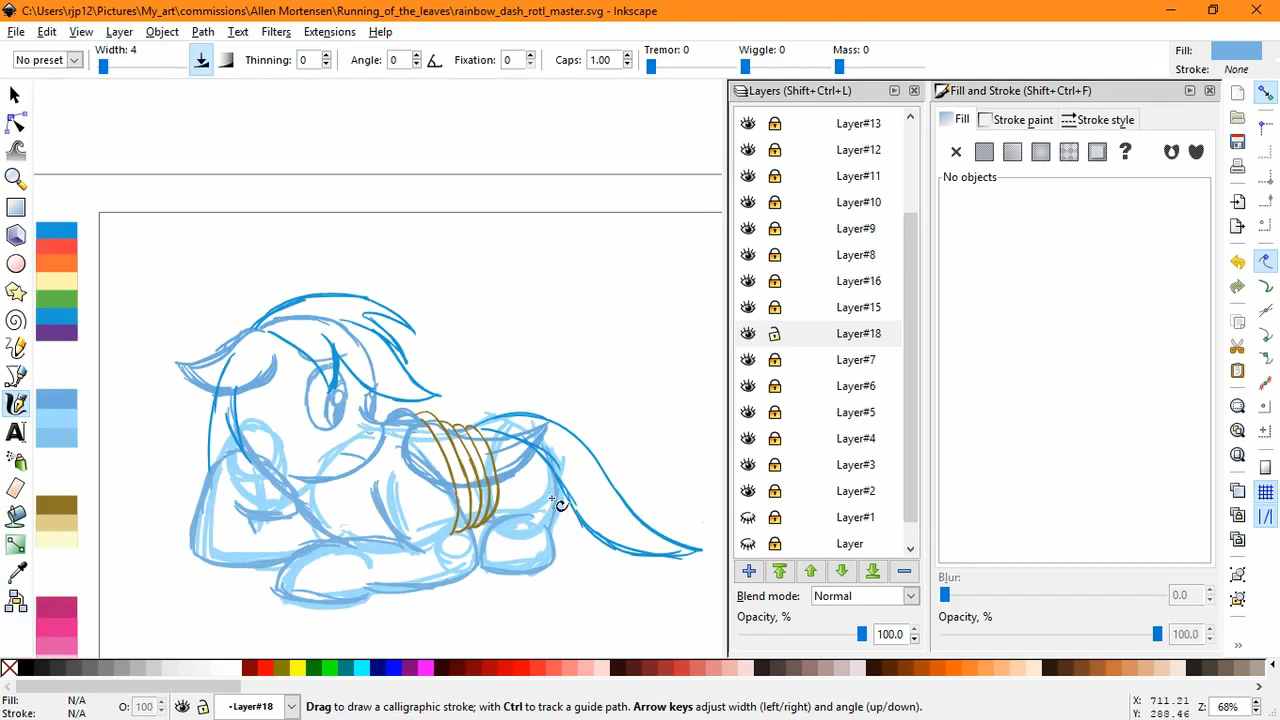 C:\Users\rjp12\Pictures\My_art\commissions\Allen Mortensen\Running_of_the_leaves\rainbow_dash_rotl_master.svg - Inkscape
File Edit View Layer Object Path Text Filters Extensions Help
No preset Width: 4 Thinning: 0 Angle: 0 Fixation: 0 Caps: 1.00 Tremor: 0 Wiggle: 0 Mass: 0 Fill:
Stroke: None
Layers (Shift+Ctrl+L) Fill and Stroke (Shift+Ctrl+F)
Fill Stroke paint Stroke style
Layer#13
Layer#12
?
No objects
Layer#11
Layer#10
Layer#9
Layer#8
Layer#16
Layer#15
Layer#18
Layer#7
Layer#6
Layer#5
Layer#4
Layer#3
Layer#2
Layer#1
Layer
Blend mode: Normal
Opacity, %
100.0
Blur:
0.0
Opacity, %
100.0
Fill: N/A
Stroke: N/A
O: 100
•Layer#18
Drag to draw a calligraphic stroke; with Ctrl to track a guide path. Arrow keys adjust width (left/right) and angle (up/down).
X: 711.21
Y: 288.46
Z: 68%